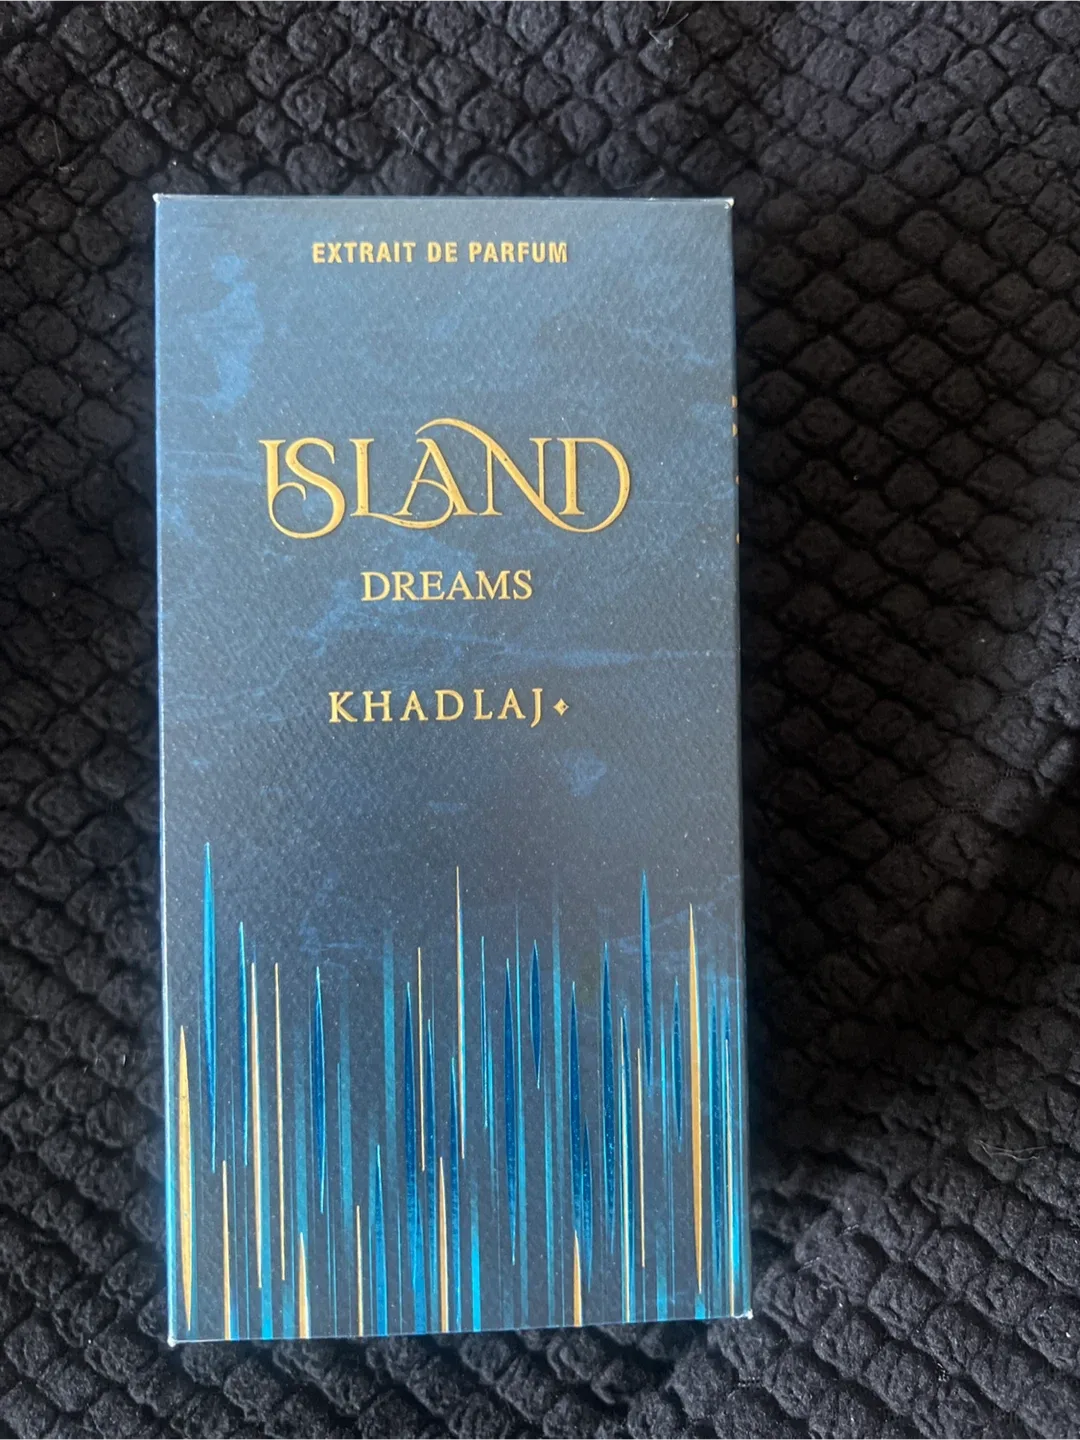 EXTRAIT DE PARFUM
ISLAND
DREAMS
KHADLAJ